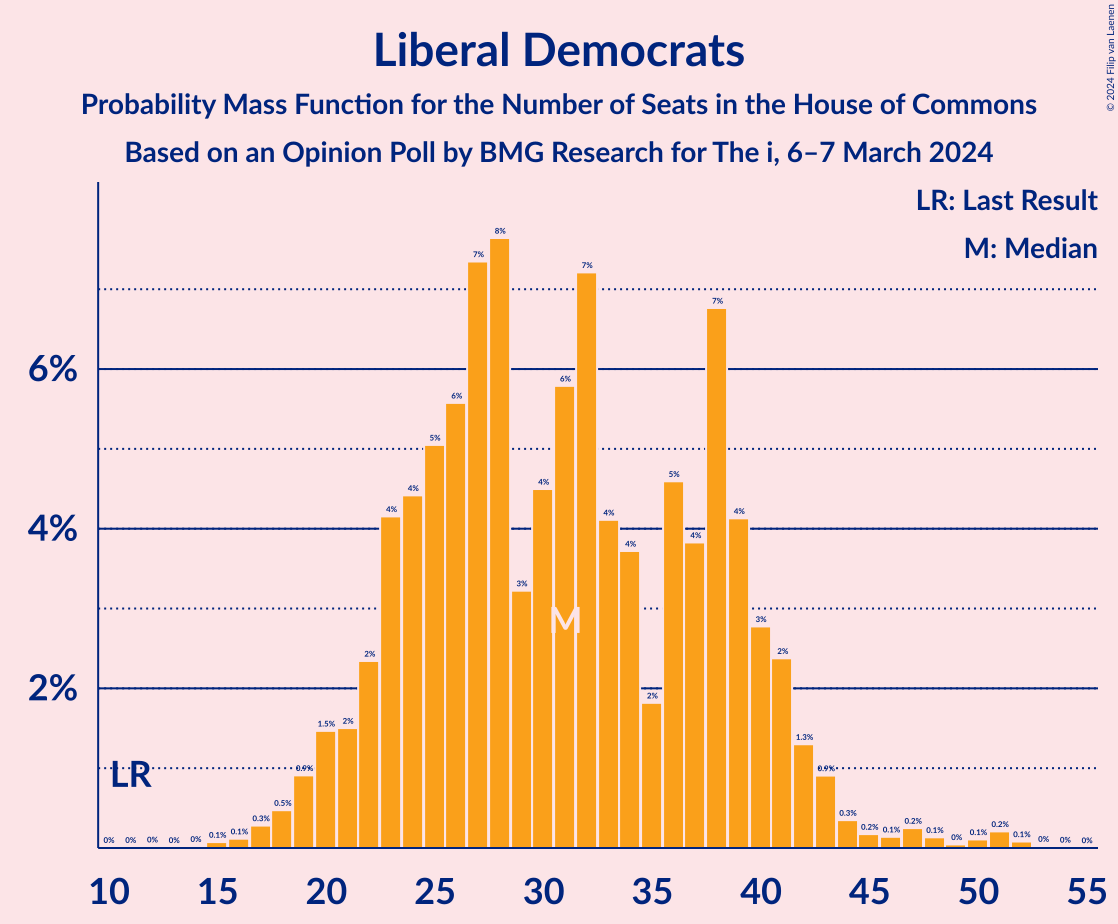 © 2024 Filip van Laenen
Liberal Democrats
Probability Mass Function for the Number of Seats in the House of Commons
Based on an Opinion Poll by BMG Research for The i, 6–7 March 2024
LR: Last Result
M: Median
6%
4%
2%
0% 0% 0% 0% 0% 0.1% 0.1% 0.3% 0.5% 0.9% 1.5% 2% 2% 4% 4% 5% 6% 7% 8% 3% 4% 6% 7% 4% 4% 2% 5% 4% 7% 4% 3% 2% 1.3% 0.9% 0.3% 0.2% 0.1% 0.2% 0.1% 0% 0.1% 0.2% 0.1% 0% 0% 0%
M
LR
10 15 20 25 30 35 40 45 50 55